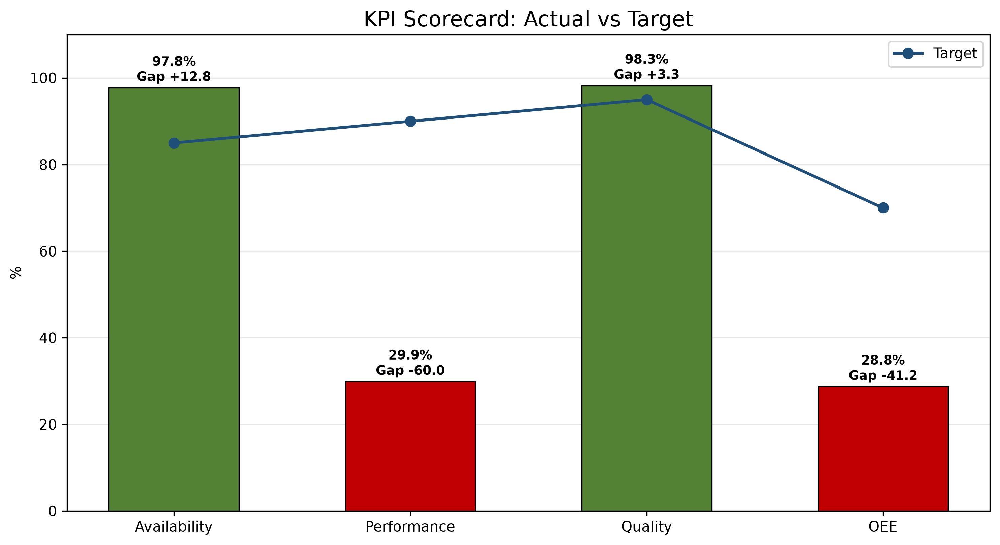 KPI Scorecard: Actual vs Target
Target
97.8%
Gap +12.8
98.3%
Gap +3.3
29.9%
Gap -60.0
28.8%
Gap -41.2
%
100
80
60
40
20
0
Availability
Performance
Quality
OEE